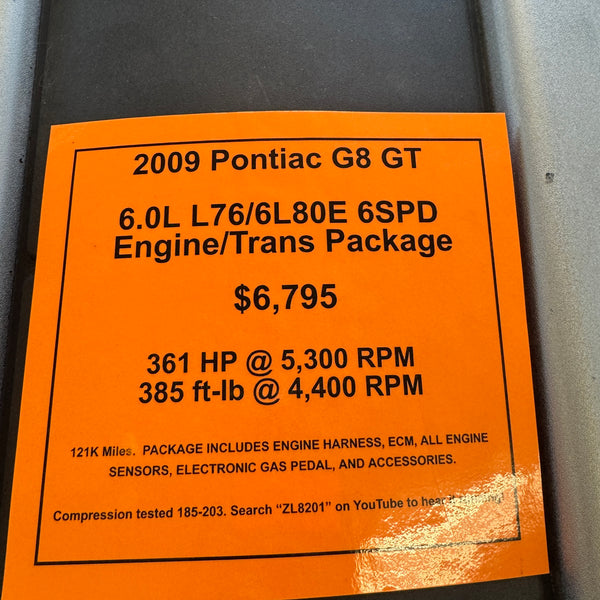 2009 Pontiac G8 GT
6.0L L76/6L80E 6SPD
Engine/Trans Package
$6,795
361 HP @ 5,300 RPM
385 ft-lb @ 4,400 RPM
121K Miles. PACKAGE INCLUDES ENGINE HARNESS, ECM, ALL ENGINE
SENSORS, ELECTRONIC GAS PEDAL, AND ACCESSORIES.
Compression tested 185-203. Search "ZL8201" on YouTube to hear